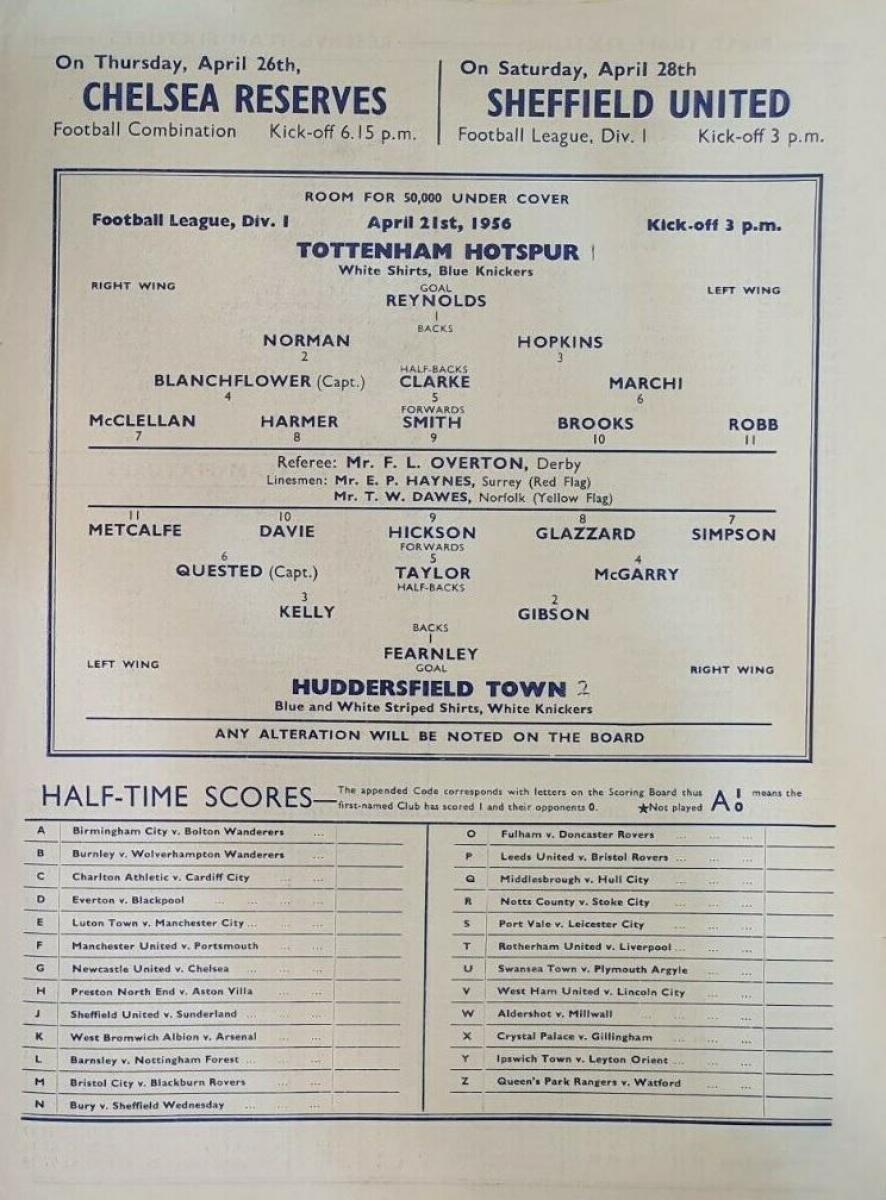 On Thursday, April 26th,
CHELSEA RESERVES
Football Combination Kick-off 6.15 p.m.
On Saturday, April 28th
SHEFFIELD UNITED
Football League, Div. I Kick-off 3 p.m.
ROOM FOR 50,000 UNDER COVER
Football League, Div. I April 21st, 1956 Kick-off 3 p.m.
TOTTENHAM HOTSPUR 1
White Shirts, Blue Knickers
RIGHT WING GOAL LEFT WING
REYNOLDS
1
BACKS
NORMAN HOPKINS
2 3
HALF-BACKS
BLANCHFLOWER (Capt.) CLARKE MARCHI
4 5 6
FORWARDS
McCLELLAN HARMER SMITH BROOKS ROBB
7 8 9 10 11
Referee: Mr. F. L. OVERTON, Derby
Linesmen: Mr. E. P. HAYNES, Surrey (Red Flag)
Mr. T. W. DAWES, Norfolk (Yellow Flag)
11 10 9 8 7
METCALFE DAVIE HICKSON GLAZZARD SIMPSON
FORWARDS
6 5 4
QUESTED (Capt.) TAYLOR McGARRY
HALF-BACKS
3 2
KELLY GIBSON
BACKS
1
FEARNLEY
LEFT WING GOAL RIGHT WING
HUDDERSFIELD TOWN 2
Blue and White Striped Shirts, White Knickers
ANY ALTERATION WILL BE NOTED ON THE BOARD
HALF-TIME SCORES—The appended Code corresponds with letters on the Scoring Board thus A 1 0 means the
first-named Club has scored 1 and their opponents 0. ★Not played
A Birmingham City v. Bolton Wanderers ...
B Burnley v. Wolverhampton Wanderers ...
C Charlton Athletic v. Cardiff City ... ...
D Everton v. Blackpool ... ... ... ...
E Luton Town v. Manchester City ... ... ...
F Manchester United v. Portsmouth ... ...
G Newcastle United v. Chelsea ... ... ...
H Preston North End v. Aston Villa ... ...
J Sheffield United v. Sunderland ... ... ...
K West Bromwich Albion v. Arsenal ... ...
L Barnsley v. Nottingham Forest ... ... ...
M Bristol City v. Blackburn Rovers ... ...
N Bury v. Sheffield Wednesday ... ... ...
O Fulham v. Doncaster Rovers ... ... ...
P Leeds United v. Bristol Rovers ... ... ...
Q Middlesbrough v. Hull City ... ... ...
R Notts County v. Stoke City ... ... ...
S Port Vale v. Leicester City ... ... ...
T Rotherham United v. Liverpool ... ... ...
U Swansea Town v. Plymouth Argyle ... ...
V West Ham United v. Lincoln City ... ...
W Aldershot v. Millwall ... ... ... ...
X Crystal Palace v. Gillingham ... ... ...
Y Ipswich Town v. Leyton Orient ... ... ...
Z Queen's Park Rangers v. Watford ... ...